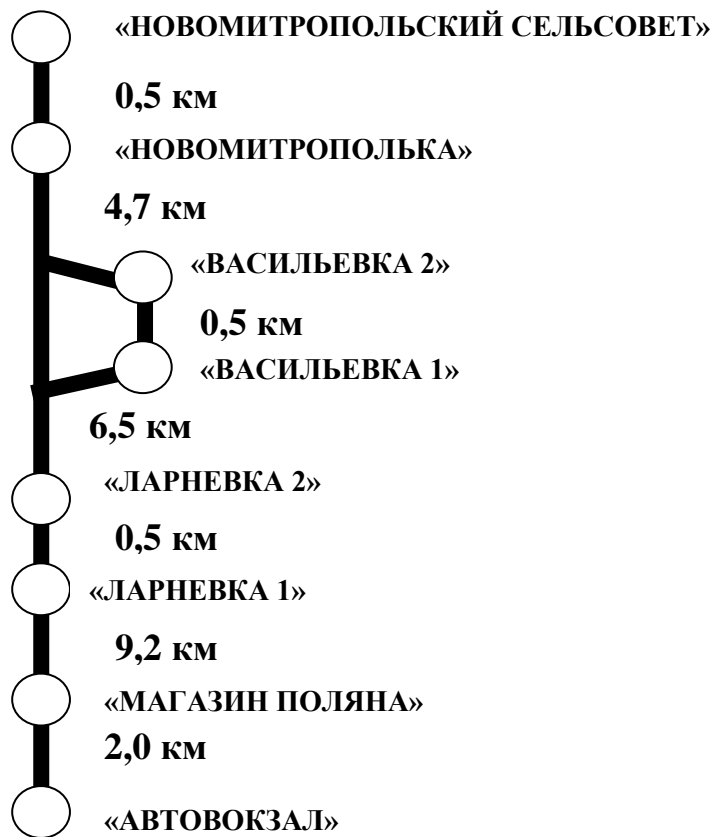 «НОВОМИТРОПОЛЬСКИЙ СЕЛЬСОВЕТ»
0,5 км
«НОВОМИТРОПОЛЬКА»
4,7 км
«ВАСИЛЬЕВКА 2»
0,5 км
«ВАСИЛЬЕВКА 1»
6,5 км
«ЛАРНЕВКА 2»
0,5 км
«ЛАРНЕВКА 1»
9,2 км
«МАГАЗИН ПОЛЯНА»
2,0 км
«АВТОВОКЗАЛ»